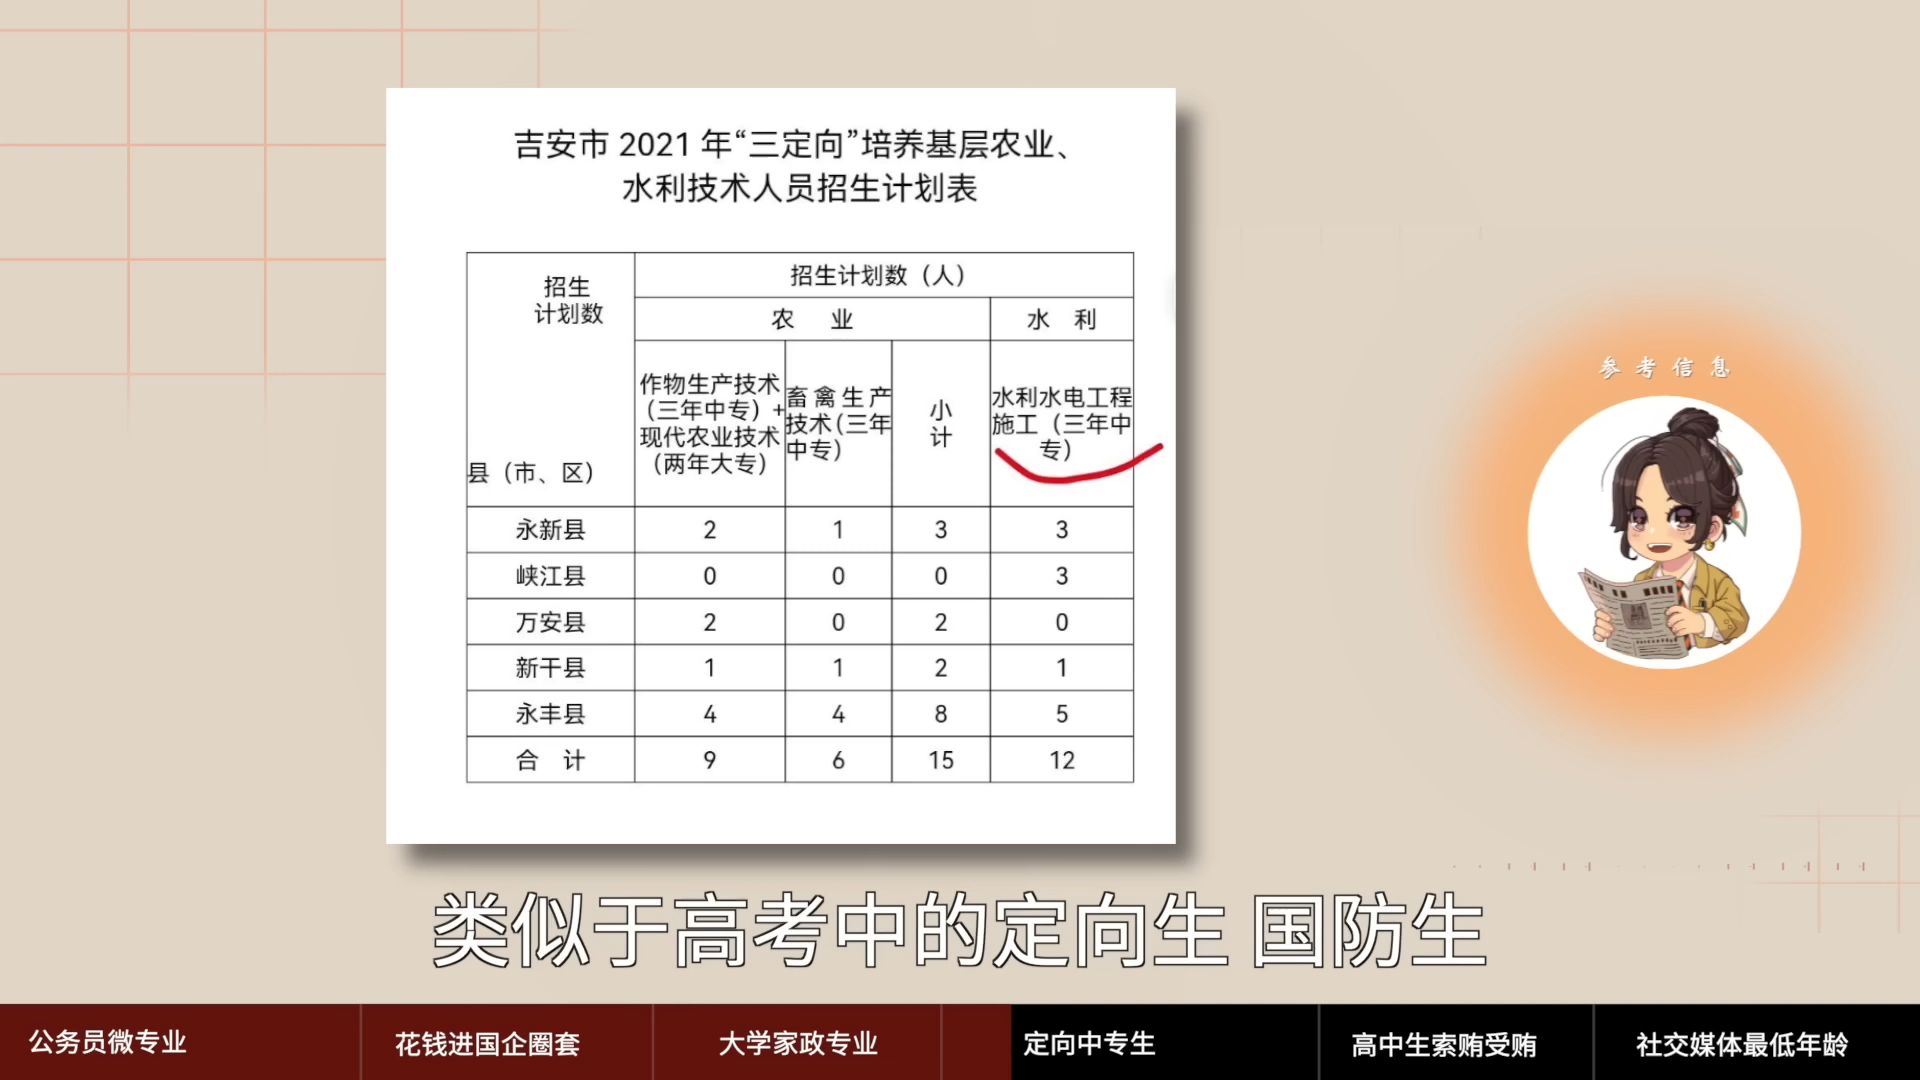 吉安市 2021 年“三定向”培养基层农业、
水利技术人员招生计划表
招生
计划数
县（市、区）
招生计划数（人）
农 业
水 利
作物生产技术
（三年中专）+
现代农业技术
（两年大专）
畜禽生产
技术（三年
中专）
小
计
水利水电工程
施工（三年中
专）
永新县 2 1 3 3
峡江县 0 0 0 3
万安县 2 0 2 0
新干县 1 1 2 1
永丰县 4 4 8 5
合 计 9 6 15 12
参考信息
类似于高考中的定向生 国防生
公务员微专业 花钱进国企圈套 大学家政专业 定向中专生 高中生索贿受贿 社交媒体最低年龄